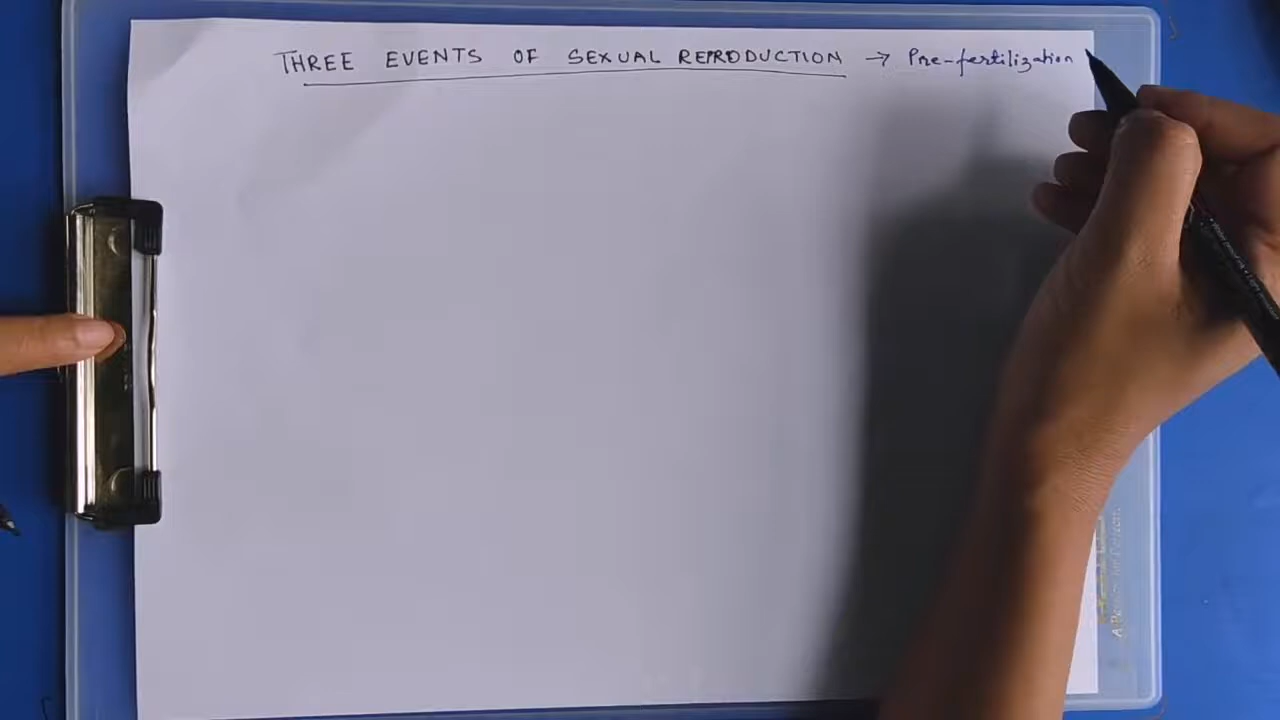 THREE EVENTS OF SEXUAL REPRODUCTION → Pre-fertilization